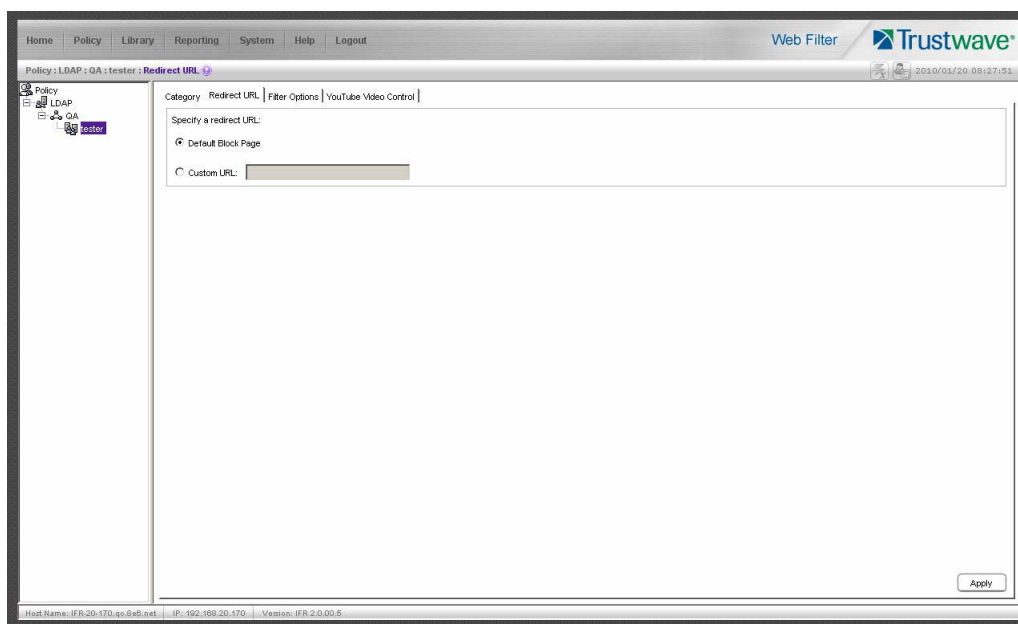 Home Policy Library Reporting System Help Logout
Web Filter
Trustwave®
Policy : LDAP : QA : tester : Redirect URL
2010/01/20 08:27:51
Policy
LDAP
QA
tester
Category Redirect URL Filter Options YouTube Video Control
Specify a redirect URL:
Default Block Page
Custom URL:
Apply
Host Name: IFR-20-170.qc.8e6.net IP: 192.168.20.170 Version: IFR 2.0.00.5